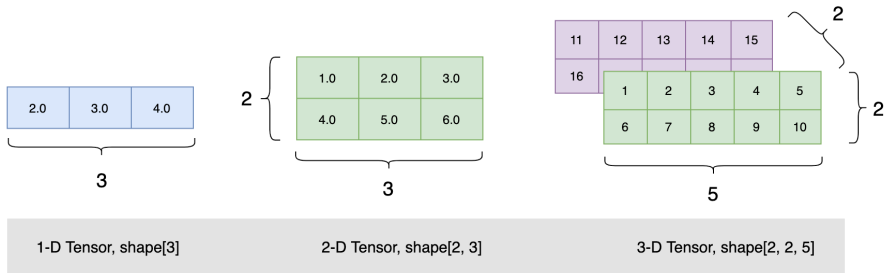 2.0 3.0 4.0
3
2
1.0 2.0 3.0
4.0 5.0 6.0
3
11 12 13 14 15
16
2
1 2 3 4 5
6 7 8 9 10
2
5
1-D Tensor, shape[3]
2-D Tensor, shape[2, 3]
3-D Tensor, shape[2, 2, 5]